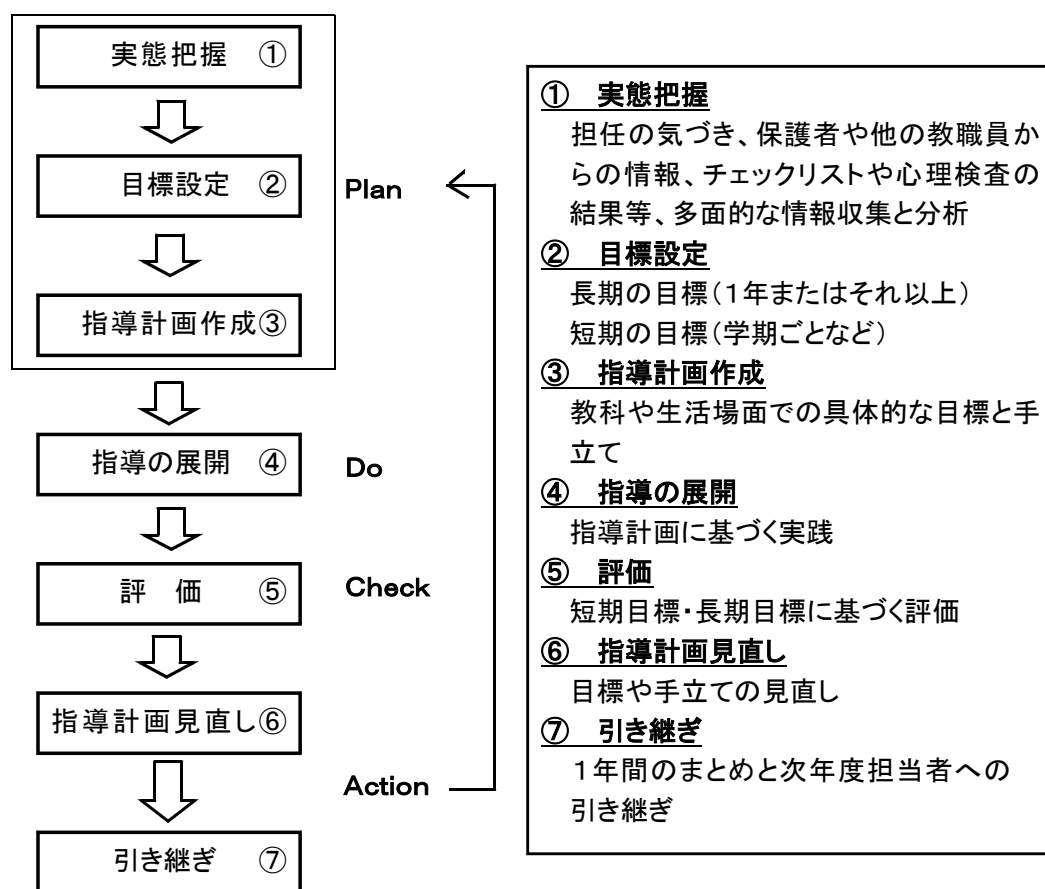 実態把握 ①
目標設定 ②
Plan
指導計画作成③
指導の展開 ④
Do
評 価 ⑤
Check
指導計画見直し⑥
Action
引き継ぎ ⑦
① 実態把握
担任の気づき、保護者や他の教職員か
らの情報、チェックリストや心理検査の
結果等、多面的な情報収集と分析
② 目標設定
長期の目標(1年またはそれ以上)
短期の目標(学期ごとなど)
③ 指導計画作成
教科や生活場面での具体的な目標と手
立て
④ 指導の展開
指導計画に基づく実践
⑤ 評価
短期目標・長期目標に基づく評価
⑥ 指導計画見直し
目標や手立ての見直し
⑦ 引き継ぎ
1年間のまとめと次年度担当者への
引き継ぎ